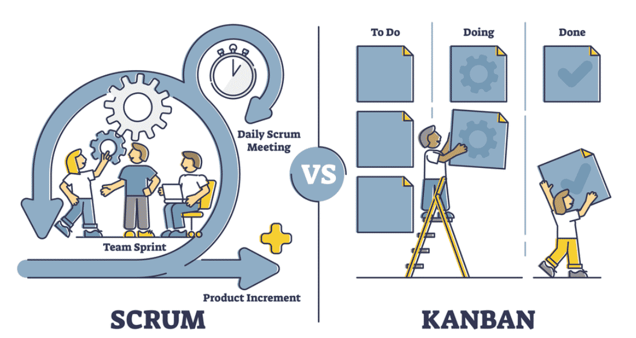 Daily Scrum
Meeting
Team Sprint
Product Increment
SCRUM
VS
To Do
Doing
Done
KANBAN